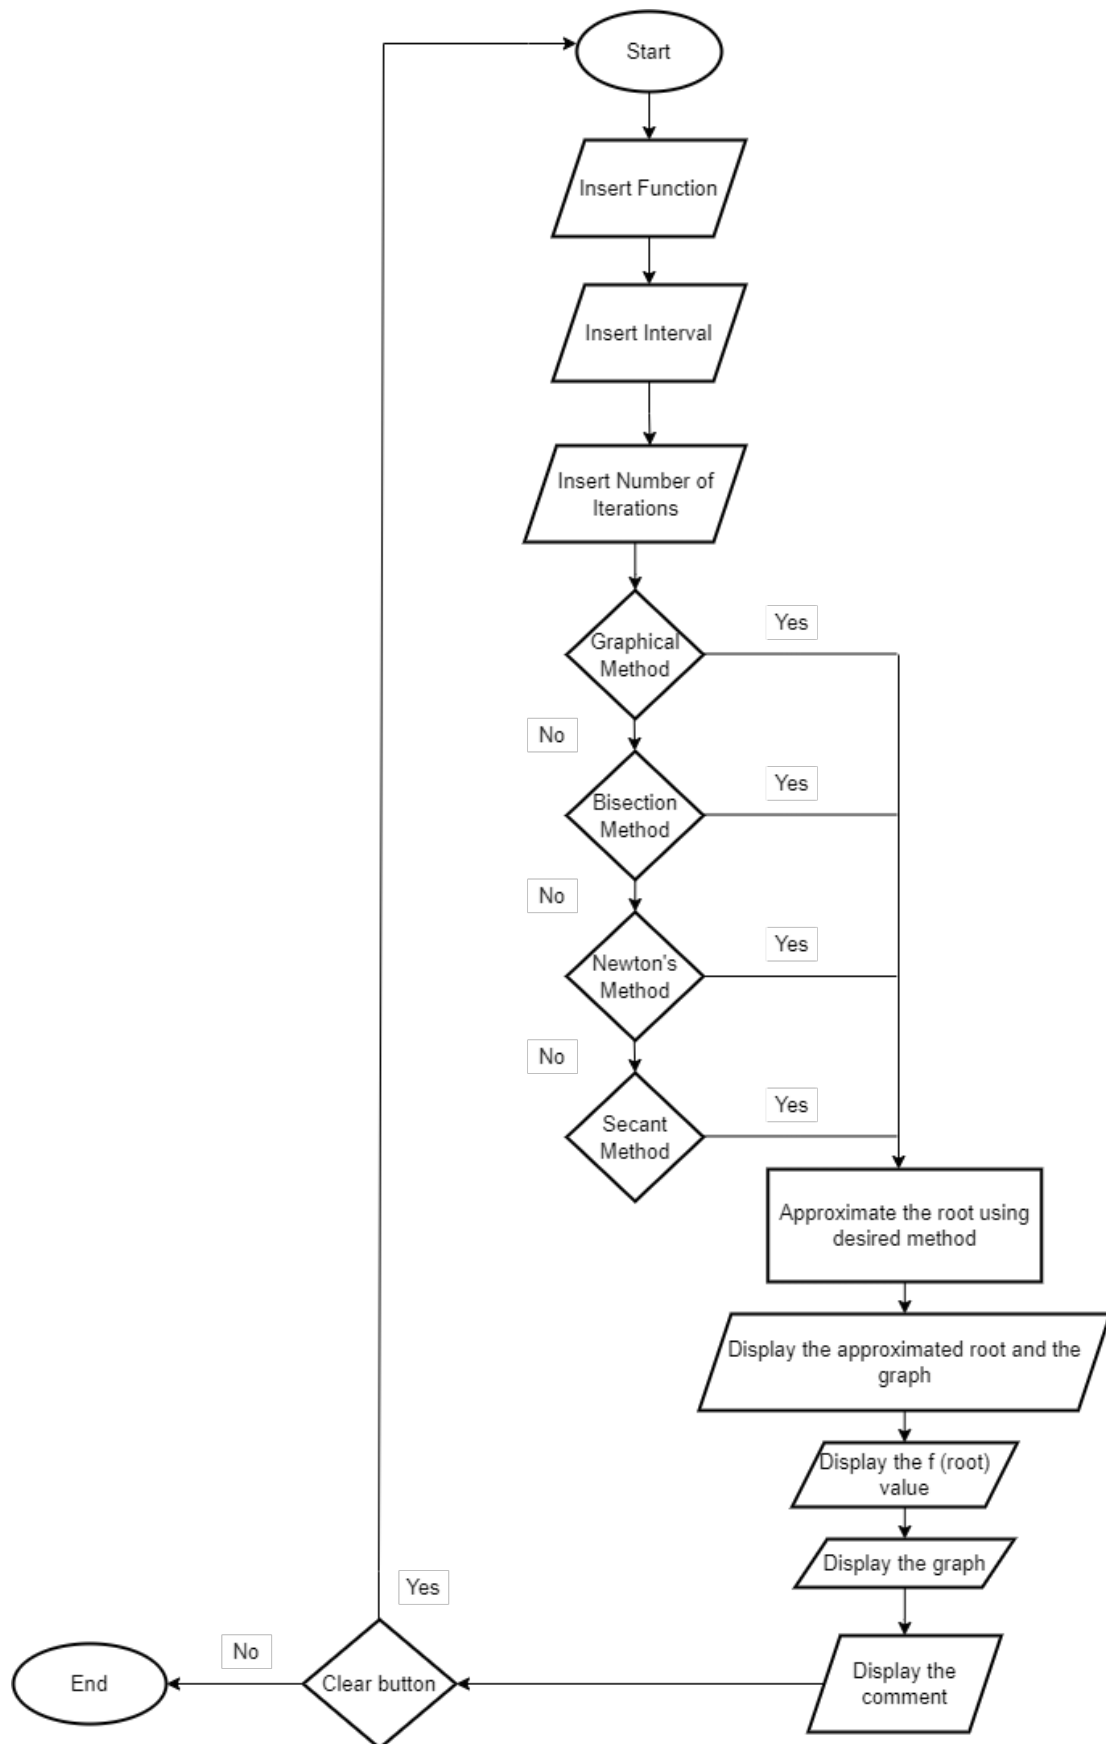 Start
Insert Function
Insert Interval
Insert Number of
Iterations
Graphical
Method
Yes
No
Bisection
Method
Yes
No
Newton's
Method
Yes
No
Secant
Method
Yes
Approximate the root using
desired method
Display the approximated root and the
graph
Display the f (root)
value
Display the graph
Display the
comment
Clear button
Yes
No
End